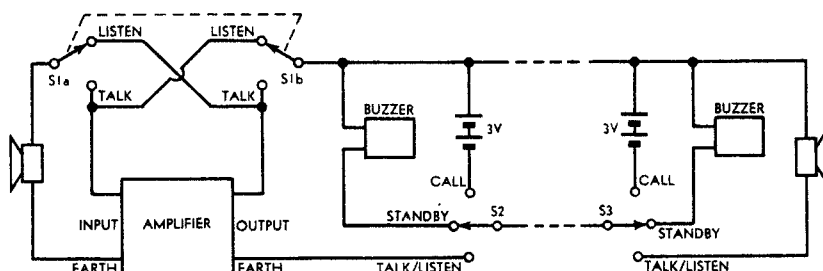 LISTEN LISTEN
S1a S1b
TALK TALK
BUZZER BUZZER
3V 3V
CALL CALL
INPUT AMPLIFIER OUTPUT
STANDBY S2 S3 STANDBY
EARTH EARTH TALK/LISTEN TALK/LISTEN